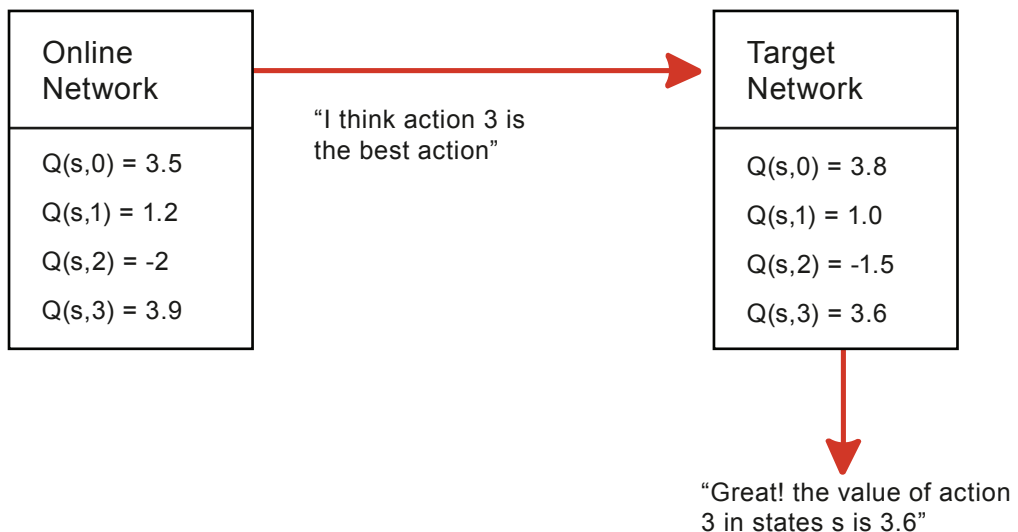 Online
Network
Q(s,0) = 3.5
Q(s,1) = 1.2
Q(s,2) = -2
Q(s,3) = 3.9
“I think action 3 is
the best action”
Target
Network
Q(s,0) = 3.8
Q(s,1) = 1.0
Q(s,2) = -1.5
Q(s,3) = 3.6
“Great! the value of action
3 in states s is 3.6”